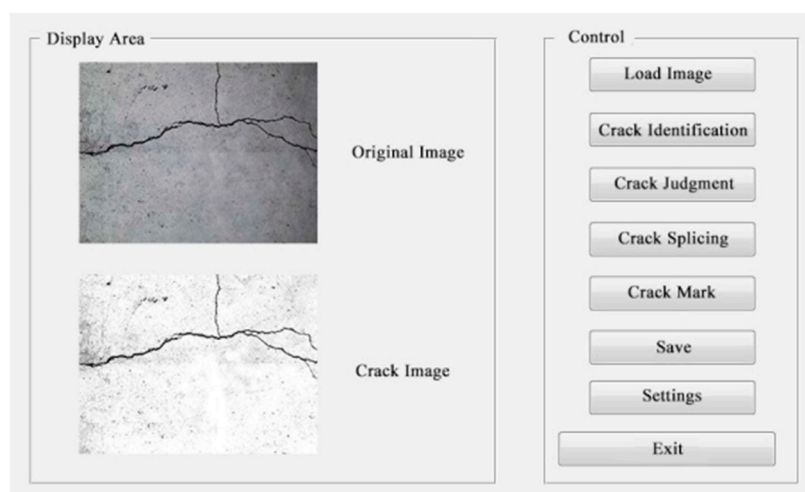 Display Area
Original Image
Crack Image
Control
Load Image
Crack Identification
Crack Judgment
Crack Splicing
Crack Mark
Save
Settings
Exit